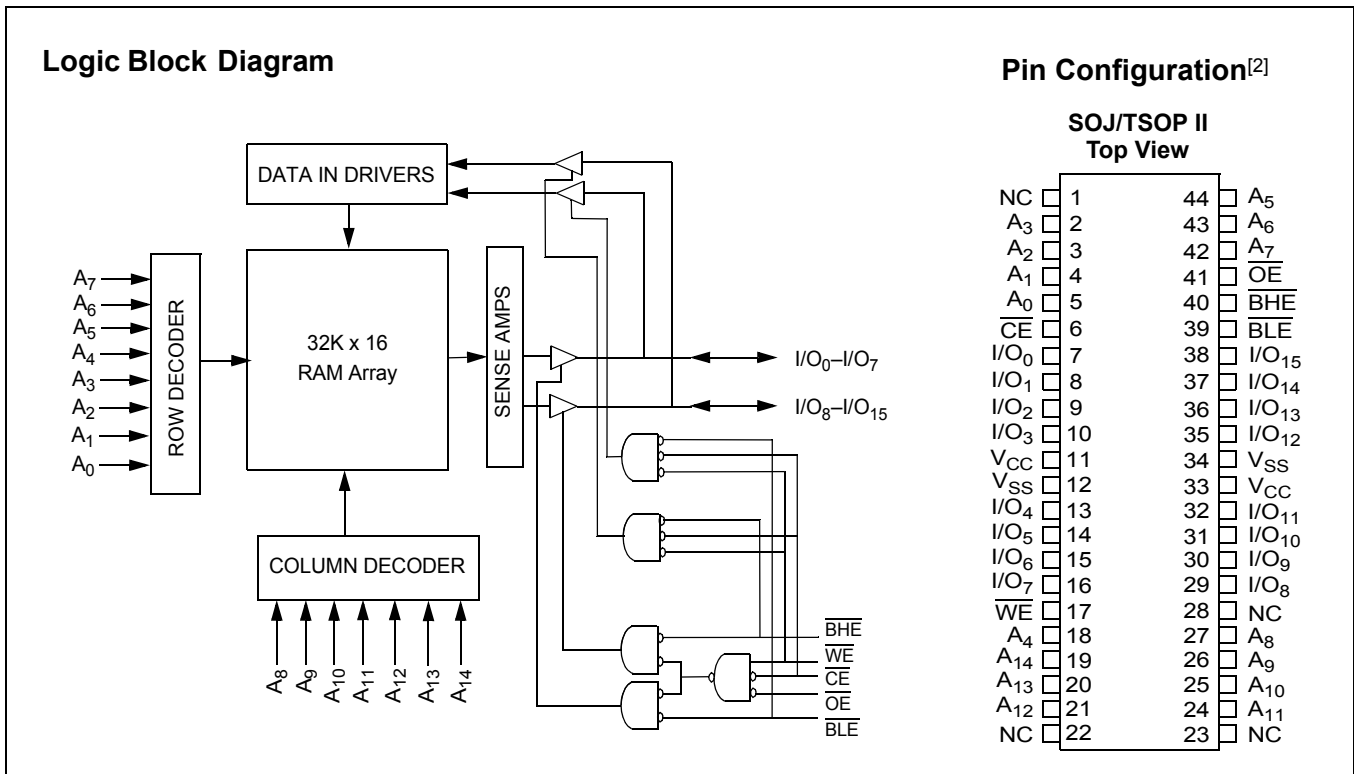 Logic Block Diagram
DATA IN DRIVERS
A7
A6
A5
A4
A3
A2
A1
A0
ROW DECODER
32K x 16
RAM Array
SENSE AMPS
I/O0–I/O7
I/O8–I/O15
COLUMN DECODER
A8
A9
A10
A11
A12
A13
A14
BHE
WE
CE
OE
BLE
Pin Configuration[2]
SOJ/TSOP II
Top View
NC 1 44 A5
A3 2 43 A6
A2 3 42 A7
A1 4 41 OE
A0 5 40 BHE
CE 6 39 BLE
I/O0 7 38 I/O15
I/O1 8 37 I/O14
I/O2 9 36 I/O13
I/O3 10 35 I/O12
VCC 11 34 VSS
VSS 12 33 VCC
I/O4 13 32 I/O11
I/O5 14 31 I/O10
I/O6 15 30 I/O9
I/O7 16 29 I/O8
WE 17 28 NC
A4 18 27 A8
A14 19 26 A9
A13 20 25 A10
A12 21 24 A11
NC 22 23 NC